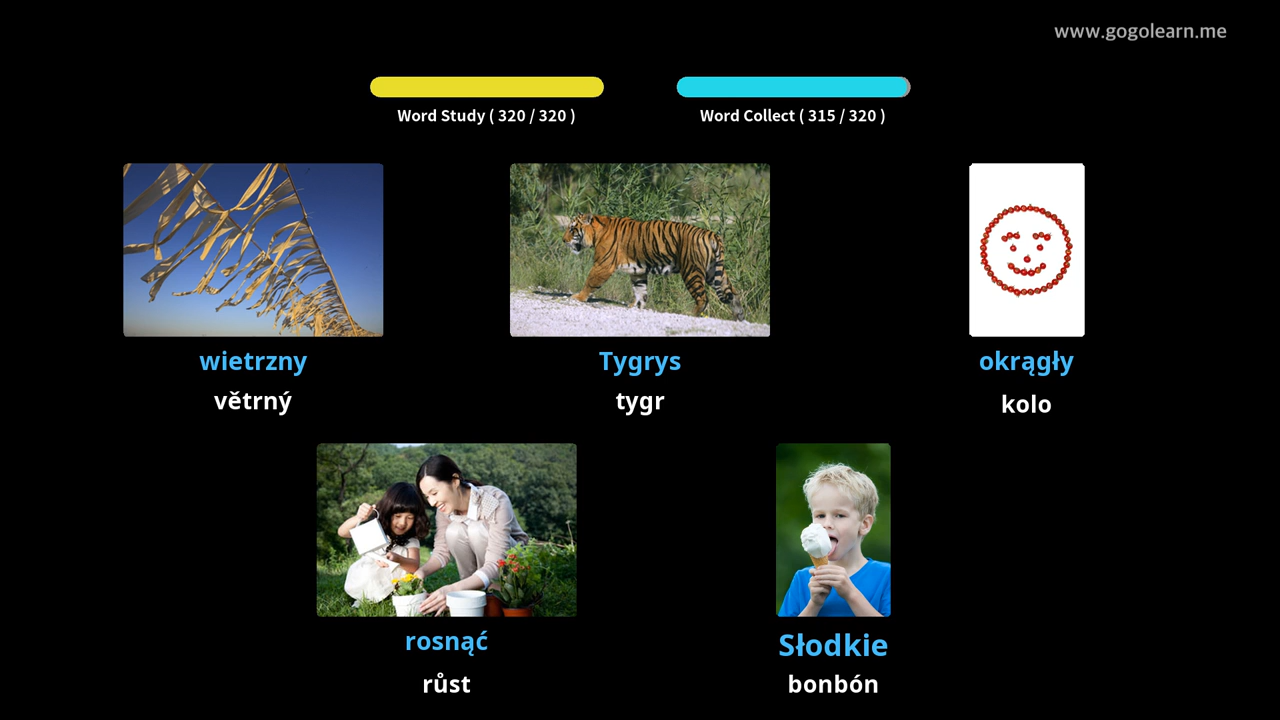 www.gogolearn.me
Word Study ( 320 / 320 )
Word Collect ( 315 / 320 )
wietrzny
větrný
Tygrys
tygr
okrągły
kolo
rosnąć
růst
Słodkie
bonbón